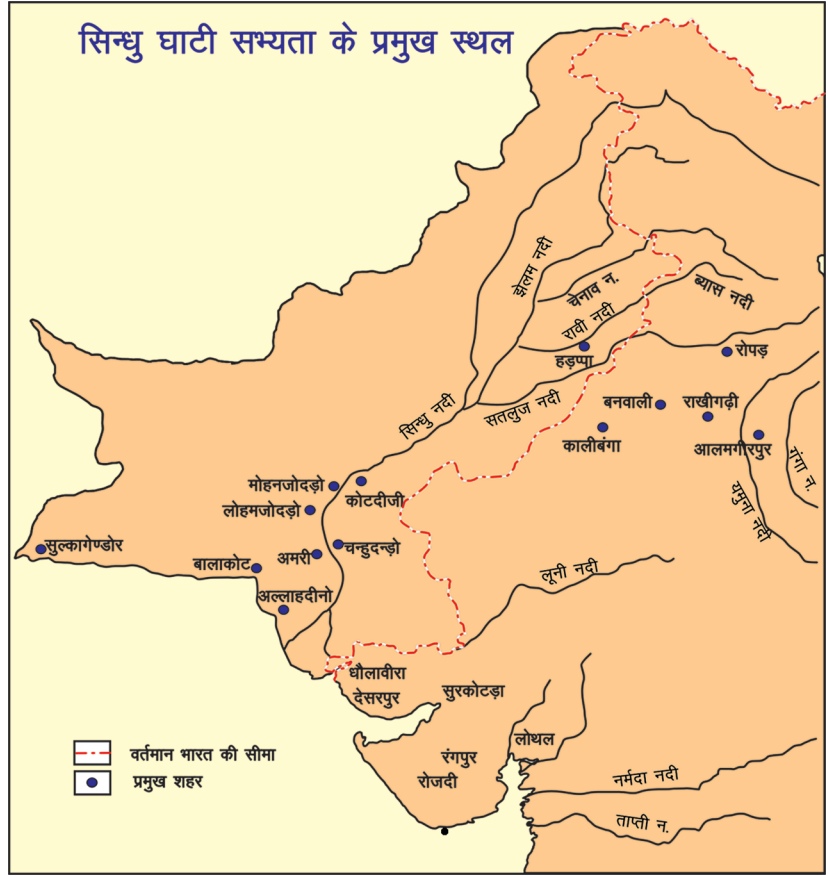 सिन्धु घाटी सभ्यता के प्रमुख स्थल
झेलम नदी
चेनाव न.
ब्यास नदी
रावी नदी
हड़प्पा
रोपड़
सिन्धु नदी
सतलुज नदी
बनवाली
राखीगढ़ी
कालीबंगा
आलमगीरपुर
गंगा न.
यमुना नदी
मोहनजोदड़ो
कोटदीजी
लोहमजोदड़ो
सुल्कागेण्डोर
चन्हुदन्ड़ो
अमरी
बालाकोट
लूनी नदी
अल्लाहदीनो
धौलावीरा
देसरपुर
सुरकोटड़ा
लोथल
रंगपुर
रोजदी
नर्मदा नदी
ताप्ती न.
वर्तमान भारत की सीमा
प्रमुख शहर